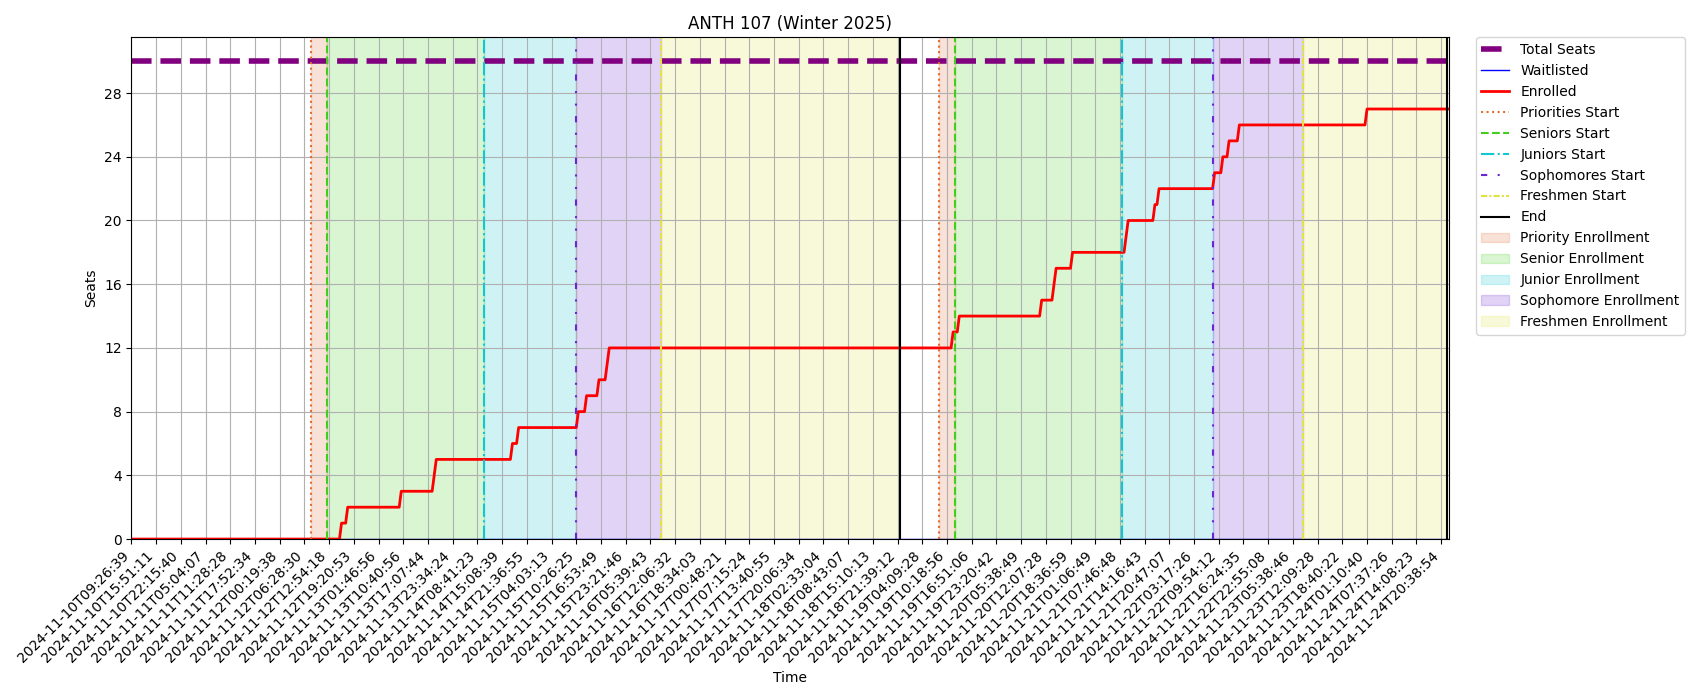 ANTH 107 (Winter 2025)
Seats
28
24
20
16
12
8
4
0
2024-11-10T09:26:39
2024-11-10T15:51:11
2024-11-10T22:15:40
2024-11-11T05:04:07
2024-11-11T11:28:28
2024-11-11T17:52:34
2024-11-12T00:19:38
2024-11-12T06:28:30
2024-11-12T12:54:18
2024-11-12T19:20:53
2024-11-13T01:46:56
2024-11-13T10:40:56
2024-11-13T17:07:44
2024-11-13T23:34:24
2024-11-14T08:41:23
2024-11-14T15:08:39
2024-11-14T21:36:55
2024-11-15T04:03:13
2024-11-15T10:26:25
2024-11-15T16:53:49
2024-11-15T23:21:46
2024-11-16T05:39:43
2024-11-16T12:06:32
2024-11-16T18:34:03
2024-11-17T00:48:21
2024-11-17T07:15:24
2024-11-17T13:40:55
2024-11-17T20:06:34
2024-11-18T02:33:04
2024-11-18T08:43:07
2024-11-18T15:10:13
2024-11-18T21:39:12
2024-11-19T04:09:28
2024-11-19T10:18:56
2024-11-19T16:51:06
2024-11-19T23:20:42
2024-11-20T05:38:49
2024-11-20T12:07:28
2024-11-20T18:36:59
2024-11-21T01:06:49
2024-11-21T07:46:48
2024-11-21T14:16:43
2024-11-21T20:47:07
2024-11-22T03:17:26
2024-11-22T09:54:12
2024-11-22T16:24:35
2024-11-22T22:55:08
2024-11-23T05:38:46
2024-11-23T12:09:28
2024-11-23T18:40:22
2024-11-24T01:10:40
2024-11-24T07:37:26
2024-11-24T14:08:23
2024-11-24T20:38:54
Time
Total Seats
Waitlisted
Enrolled
Priorities Start
Seniors Start
Juniors Start
Sophomores Start
Freshmen Start
End
Priority Enrollment
Senior Enrollment
Junior Enrollment
Sophomore Enrollment
Freshmen Enrollment